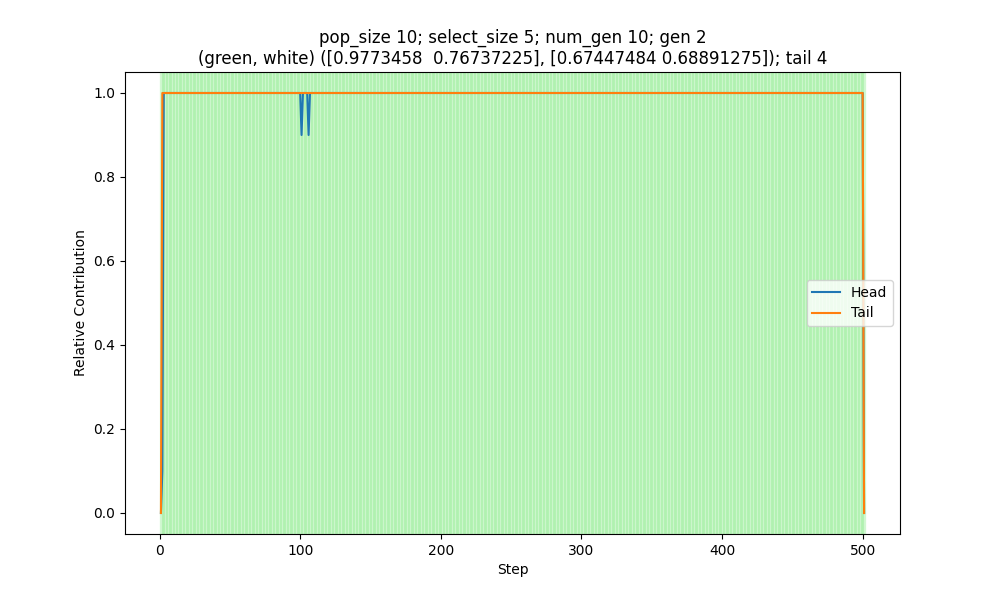 pop_size 10; select_size 5; num_gen 10; gen 2
(green, white) ([0.9773458  0.76737225], [0.67447484 0.68891275]); tail 4
1.0
0.8
0.6
0.4
0.2
0.0
Relative Contribution
Head
Tail
0
100
200
300
400
500
Step